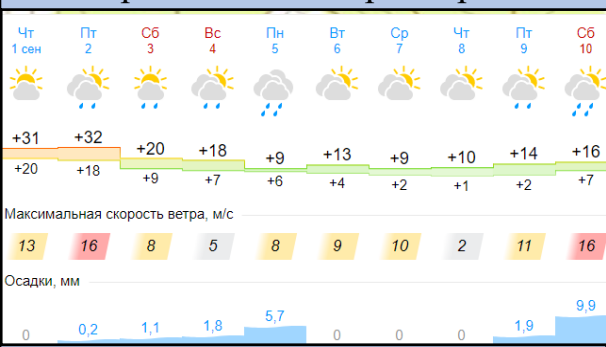 Чт Пт Сб Вс Пн Вт Ср Чт Пт Сб
1 сен 2 3 4 5 6 7 8 9 10
+31 +32 +20 +18 +9 +13 +9 +10 +14 +16
+20 +18 +9 +7 +6 +4 +2 +1 +2 +7
Максимальная скорость ветра, м/с
13 16 8 5 8 9 10 2 11 16
Осадки, мм
0 0,2 1,1 1,8 5,7 0 0 0 1,9 9,9